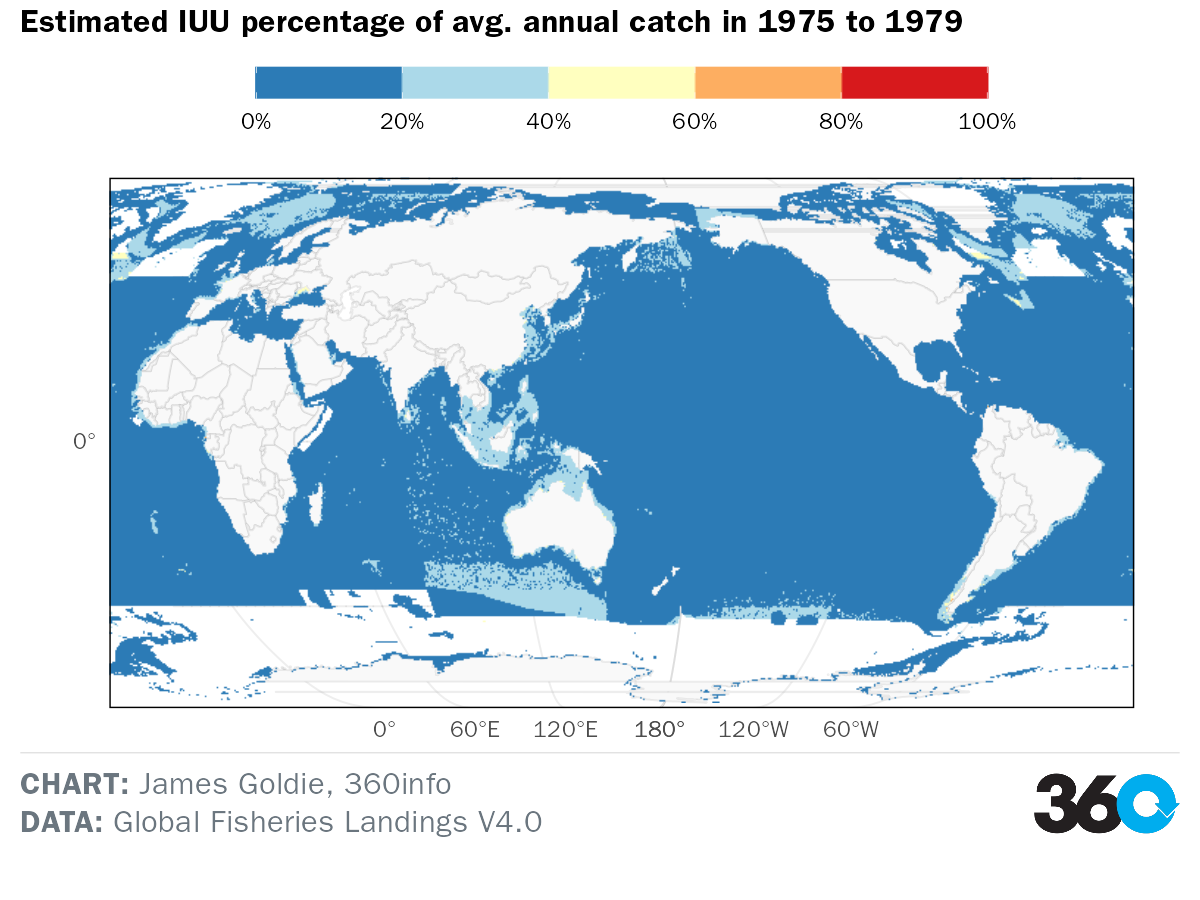 Estimated IUU percentage of avg. annual catch in 1975 to 1979
0% 20% 40% 60% 80% 100%
0°
0° 60°E 120°E 180° 120°W 60°W
CHART: James Goldie, 360info
DATA: Global Fisheries Landings V4.0
360